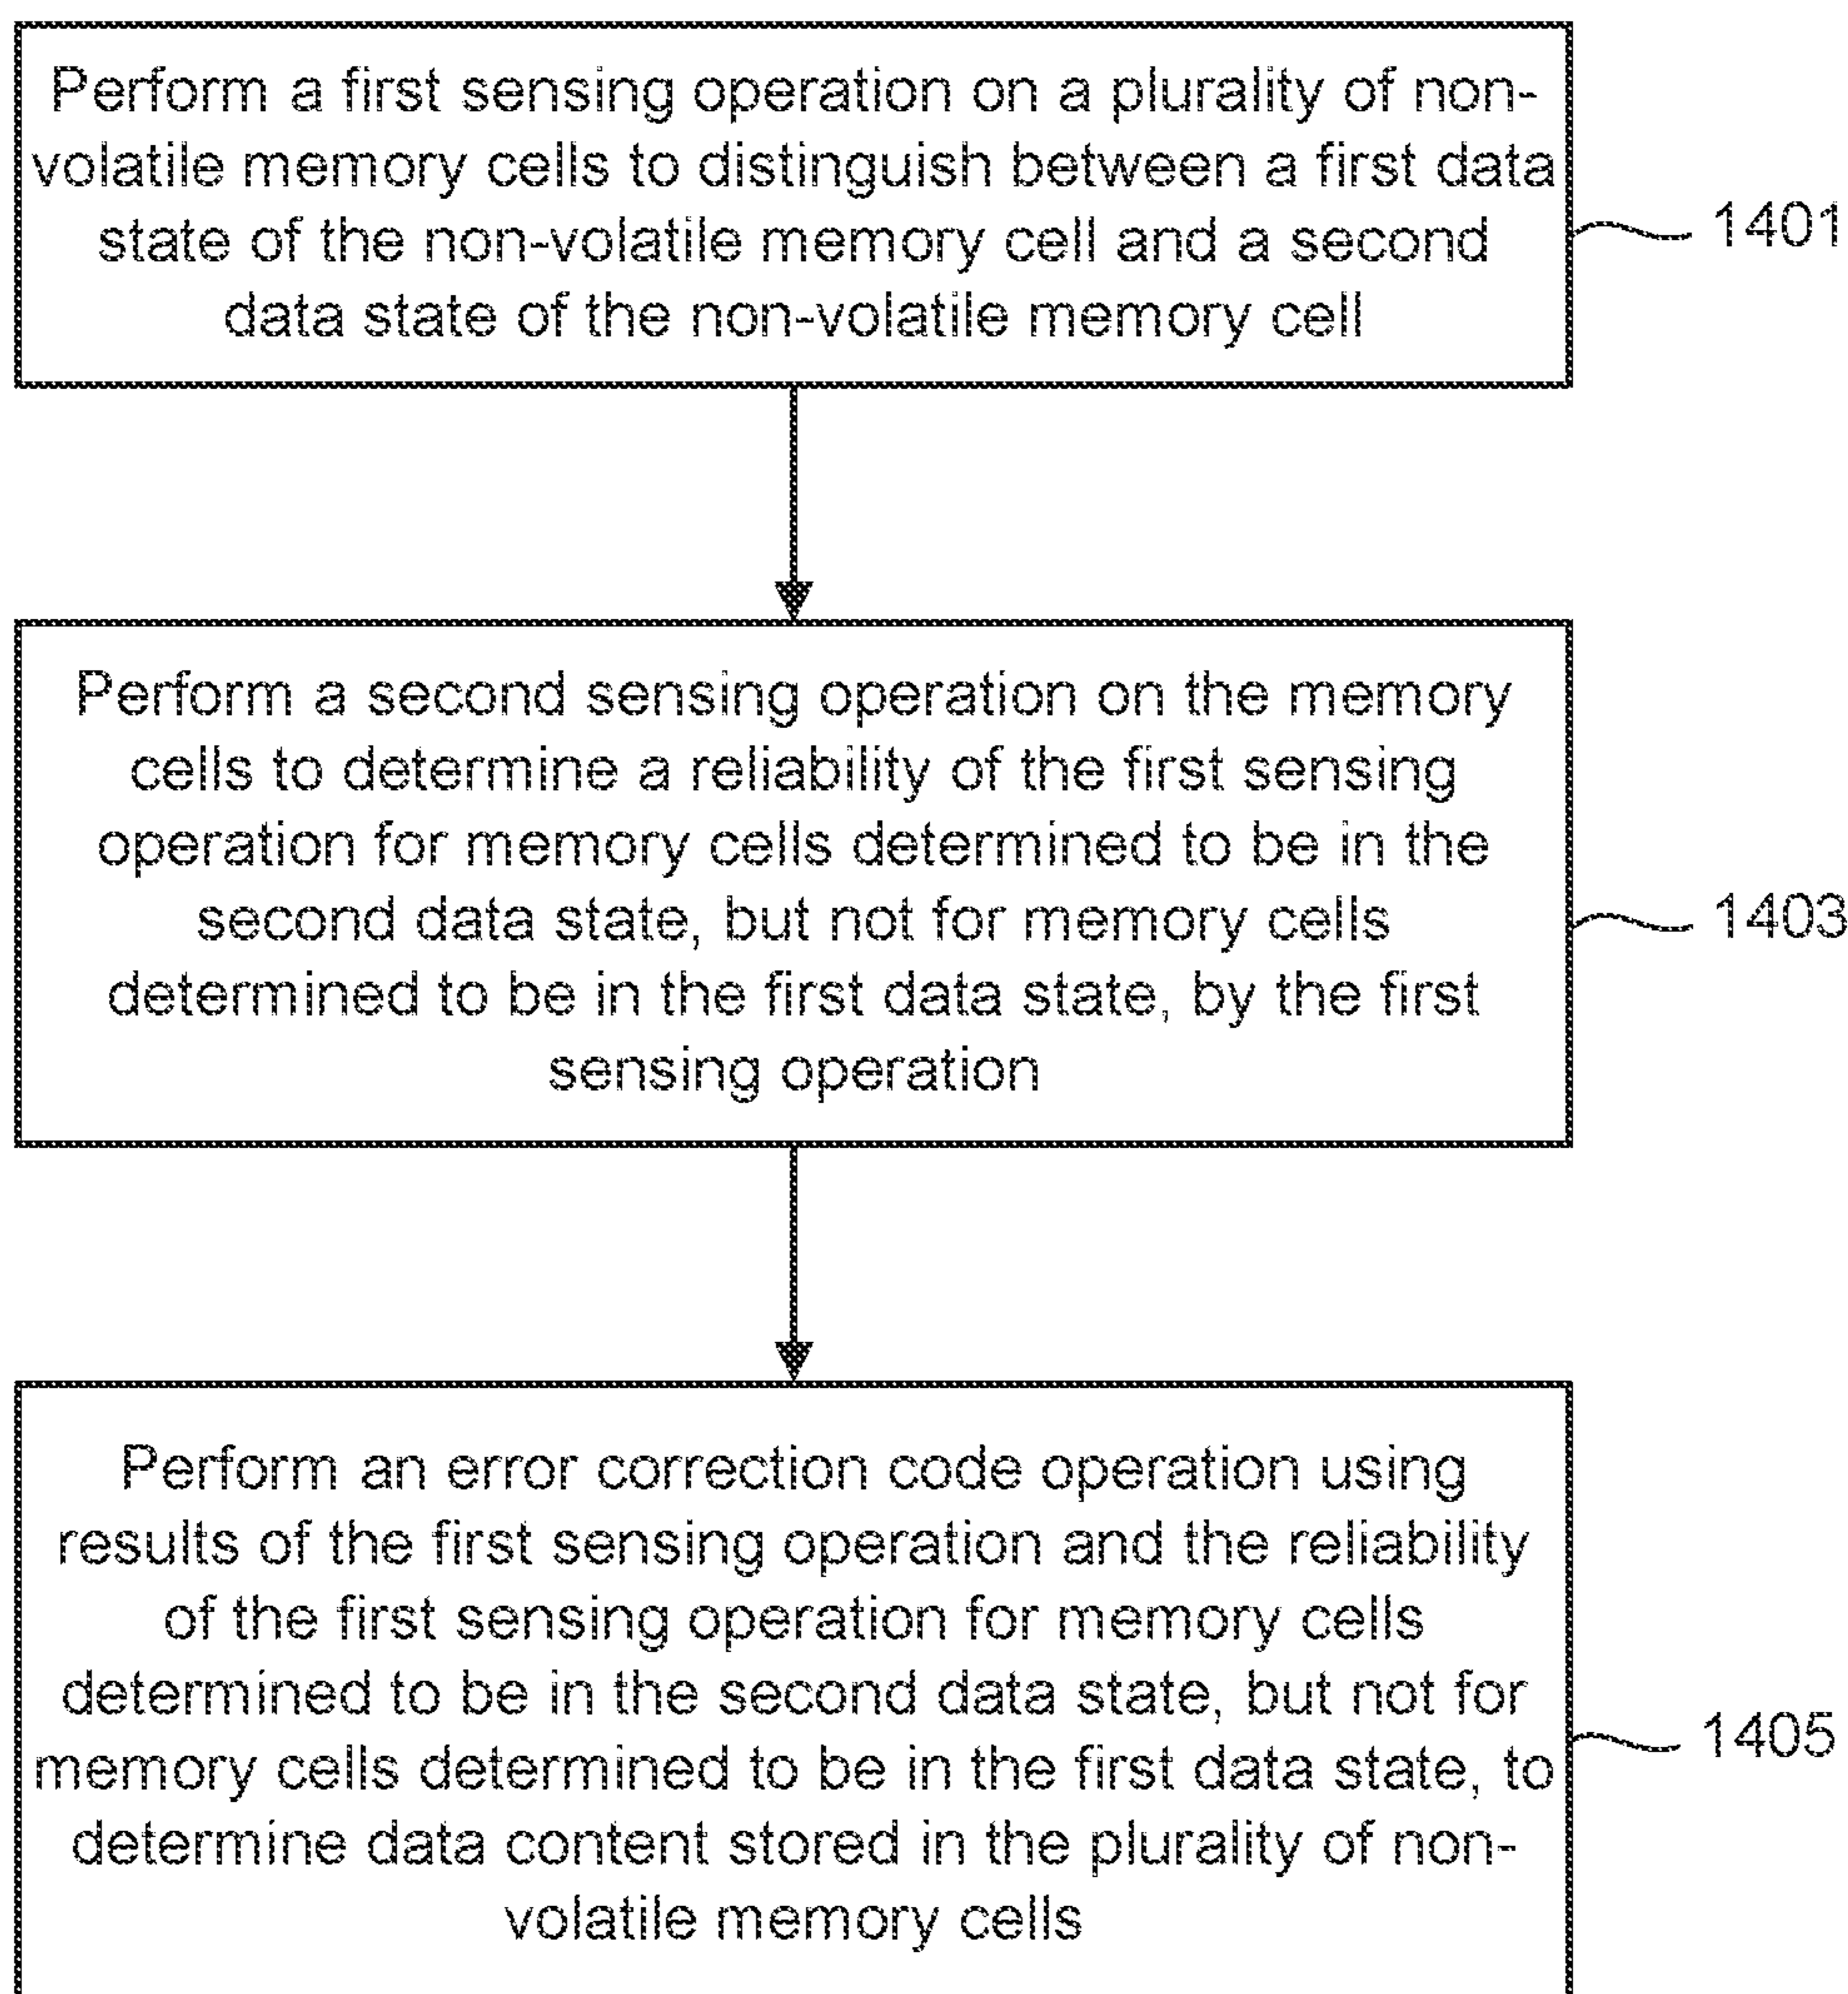 Perform a first sensing operation on a plurality of non-
volatile memory cells to distinguish between a first data
state of the non-volatile memory cell and a second
data state of the non-volatile memory cell
1401
Perform a second sensing operation on the memory
cells to determine a reliability of the first sensing
operation for memory cells determined to be in the
second data state, but not for memory cells
determined to be in the first data state, by the first
sensing operation
1403
Perform an error correction code operation using
results of the first sensing operation and the reliability
of the first sensing operation for memory cells
determined to be in the second data state, but not for
memory cells determined to be in the first data state, to
determine data content stored in the plurality of non-
volatile memory cells
1405